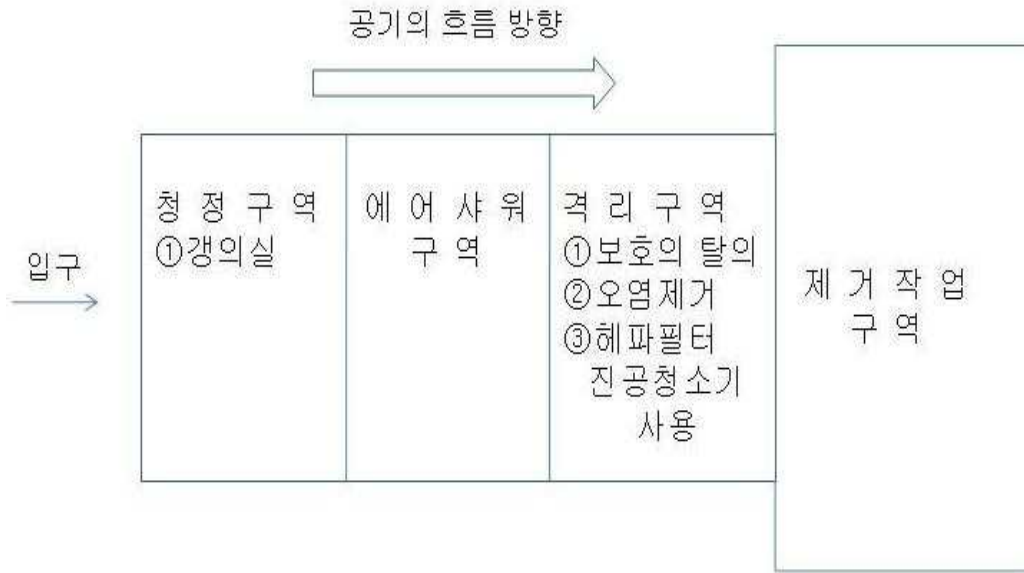 공기의 흐름 방향
입구
청 정 구 역
①갱의실
에 어 샤 워
구 역
격 리 구 역
①보호의 탈의
②오염제거
③헤파필터
진공청소기
사용
제 거 작 업
구 역